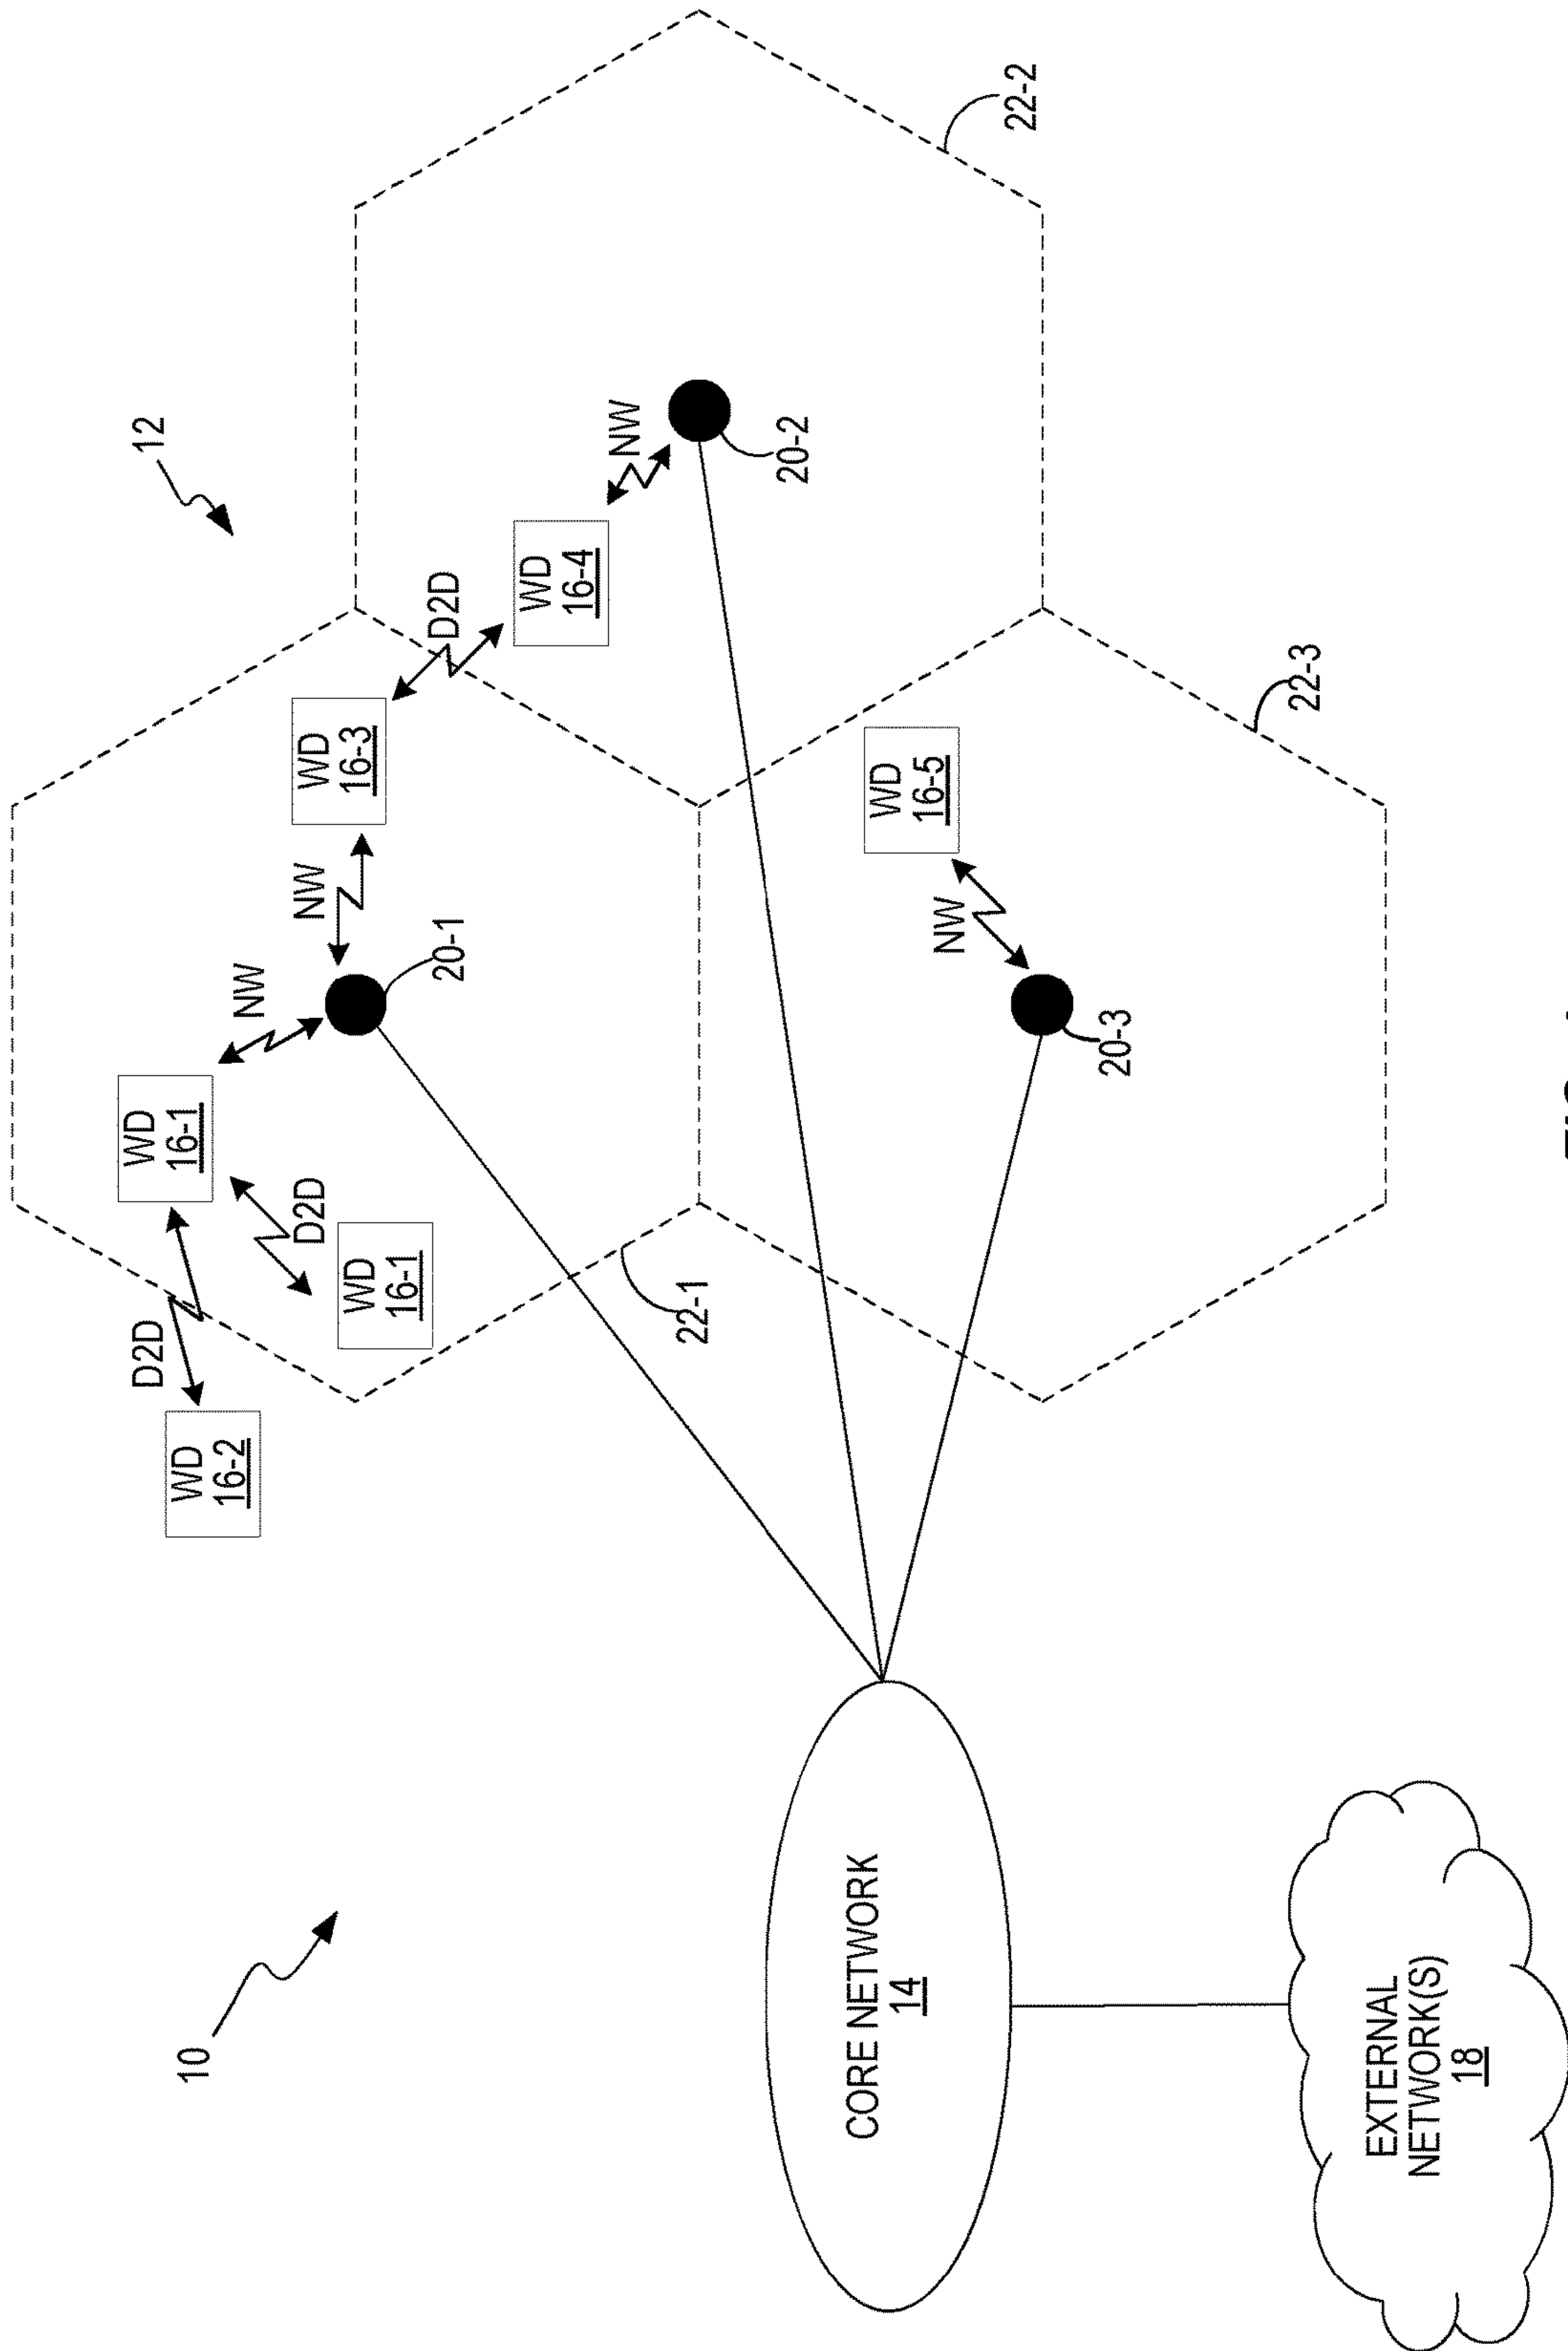 10
12
D2D
WD
16-2
WD
16-1
NW
D2D
WD
16-1
NW
WD
16-3
20-1
D2D
WD
16-4
NW
22-1
20-2
CORE NETWORK
14
WD
16-5
NW
22-2
20-3
22-3
EXTERNAL
NETWORK(S)
18